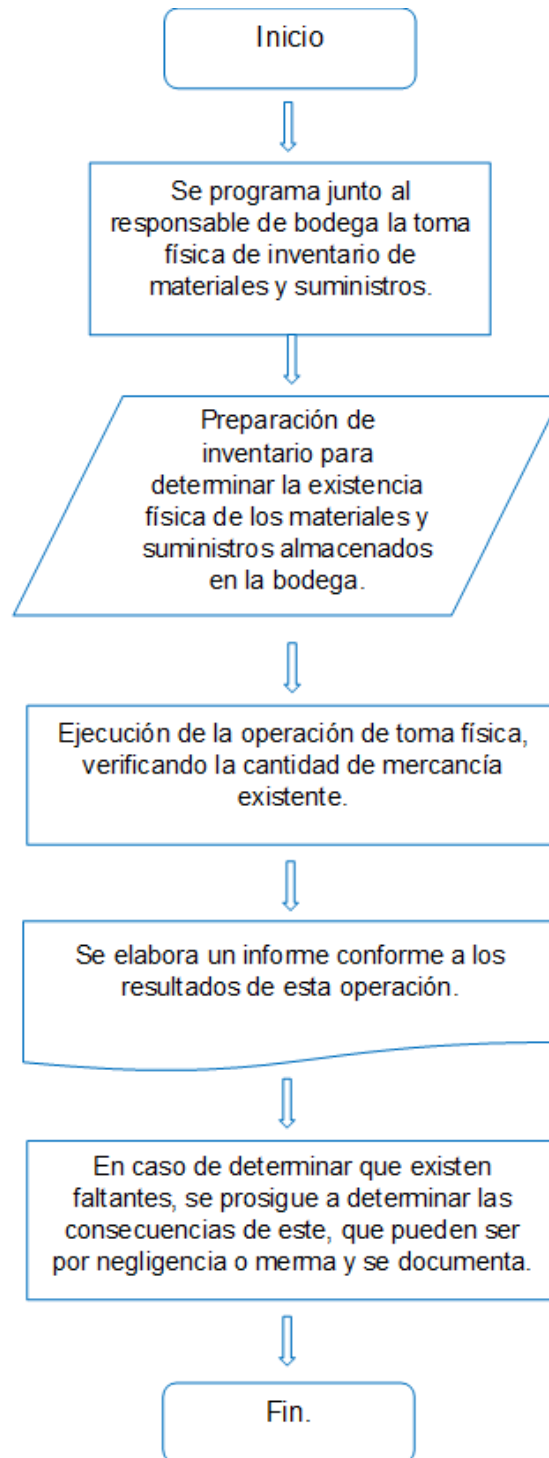 Inicio
Se programa junto al
responsable de bodega la toma
física de inventario de
materiales y suministros.
Preparación de
inventario para
determinar la existencia
física de los materiales y
suministros almacenados
en la bodega.
Ejecución de la operación de toma física,
verificando la cantidad de mercancía
existente.
Se elabora un informe conforme a los
resultados de esta operación.
En caso de determinar que existen
faltantes, se prosigue a determinar las
consecuencias de este, que pueden ser
por negligencia o merma y se documenta.
Fin.